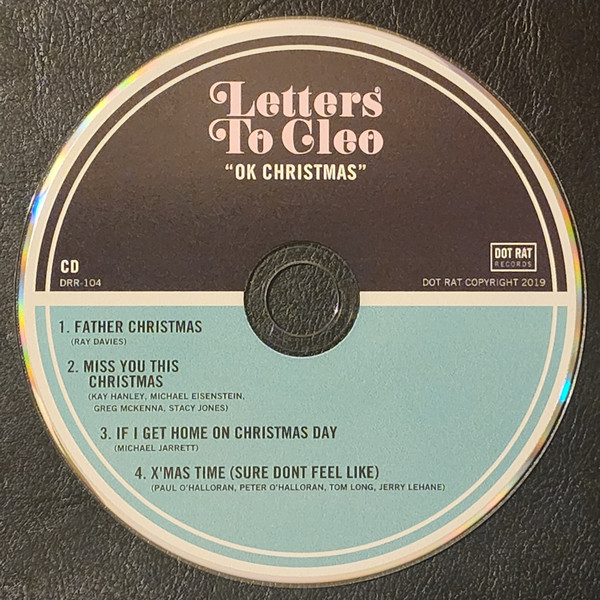 Letters
To Cleo
“OK CHRISTMAS”
CD
DRR-104
DOT RAT
RECORDS
DOT RAT COPYRIGHT 2019
1. FATHER CHRISTMAS
(RAY DAVIES)
2. MISS YOU THIS
CHRISTMAS
(KAY HANLEY, MICHAEL EISENSTEIN,
GREG MCKENNA, STACY JONES)
3. IF I GET HOME ON CHRISTMAS DAY
(MICHAEL JARRETT)
4. X'MAS TIME (SURE DONT FEEL LIKE)
(PAUL O'HALLORAN, PETER O'HALLORAN, TOM LONG, JERRY LEHANE)